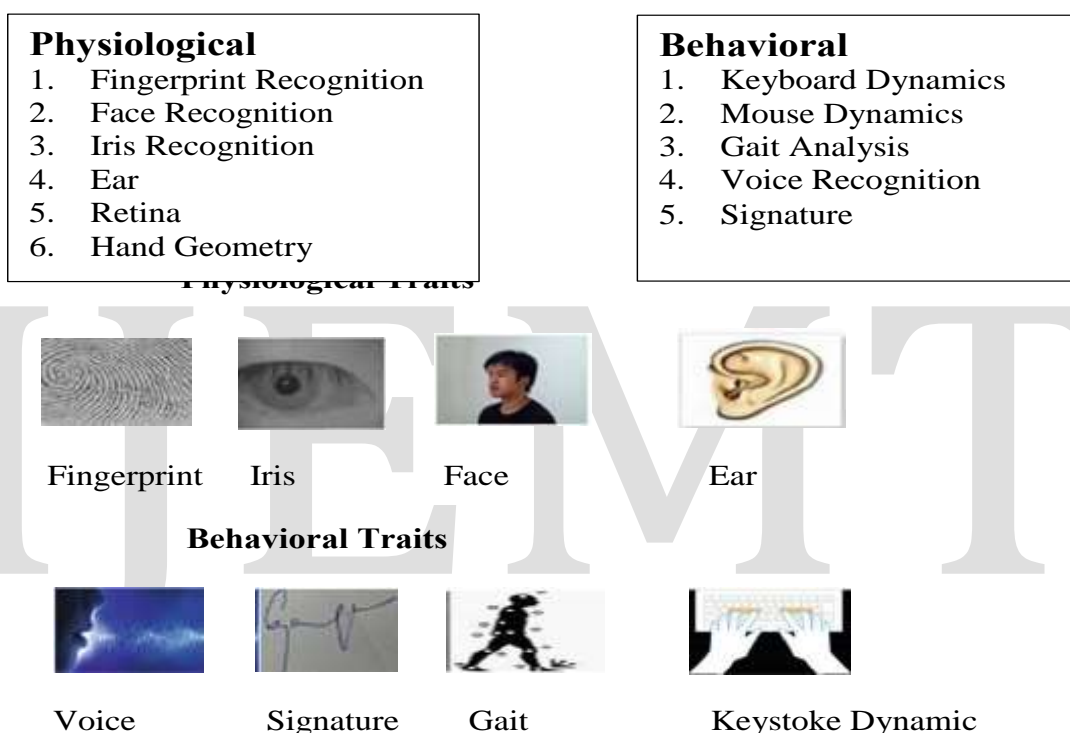 Physiological
1. Fingerprint Recognition
2. Face Recognition
3. Iris Recognition
4. Ear
5. Retina
6. Hand Geometry
Behavioral
1. Keyboard Dynamics
2. Mouse Dynamics
3. Gait Analysis
4. Voice Recognition
5. Signature
Physiological Traits
IJEMT
Fingerprint Iris Face Ear
Behavioral Traits
Voice Signature Gait Keystoke Dynamic